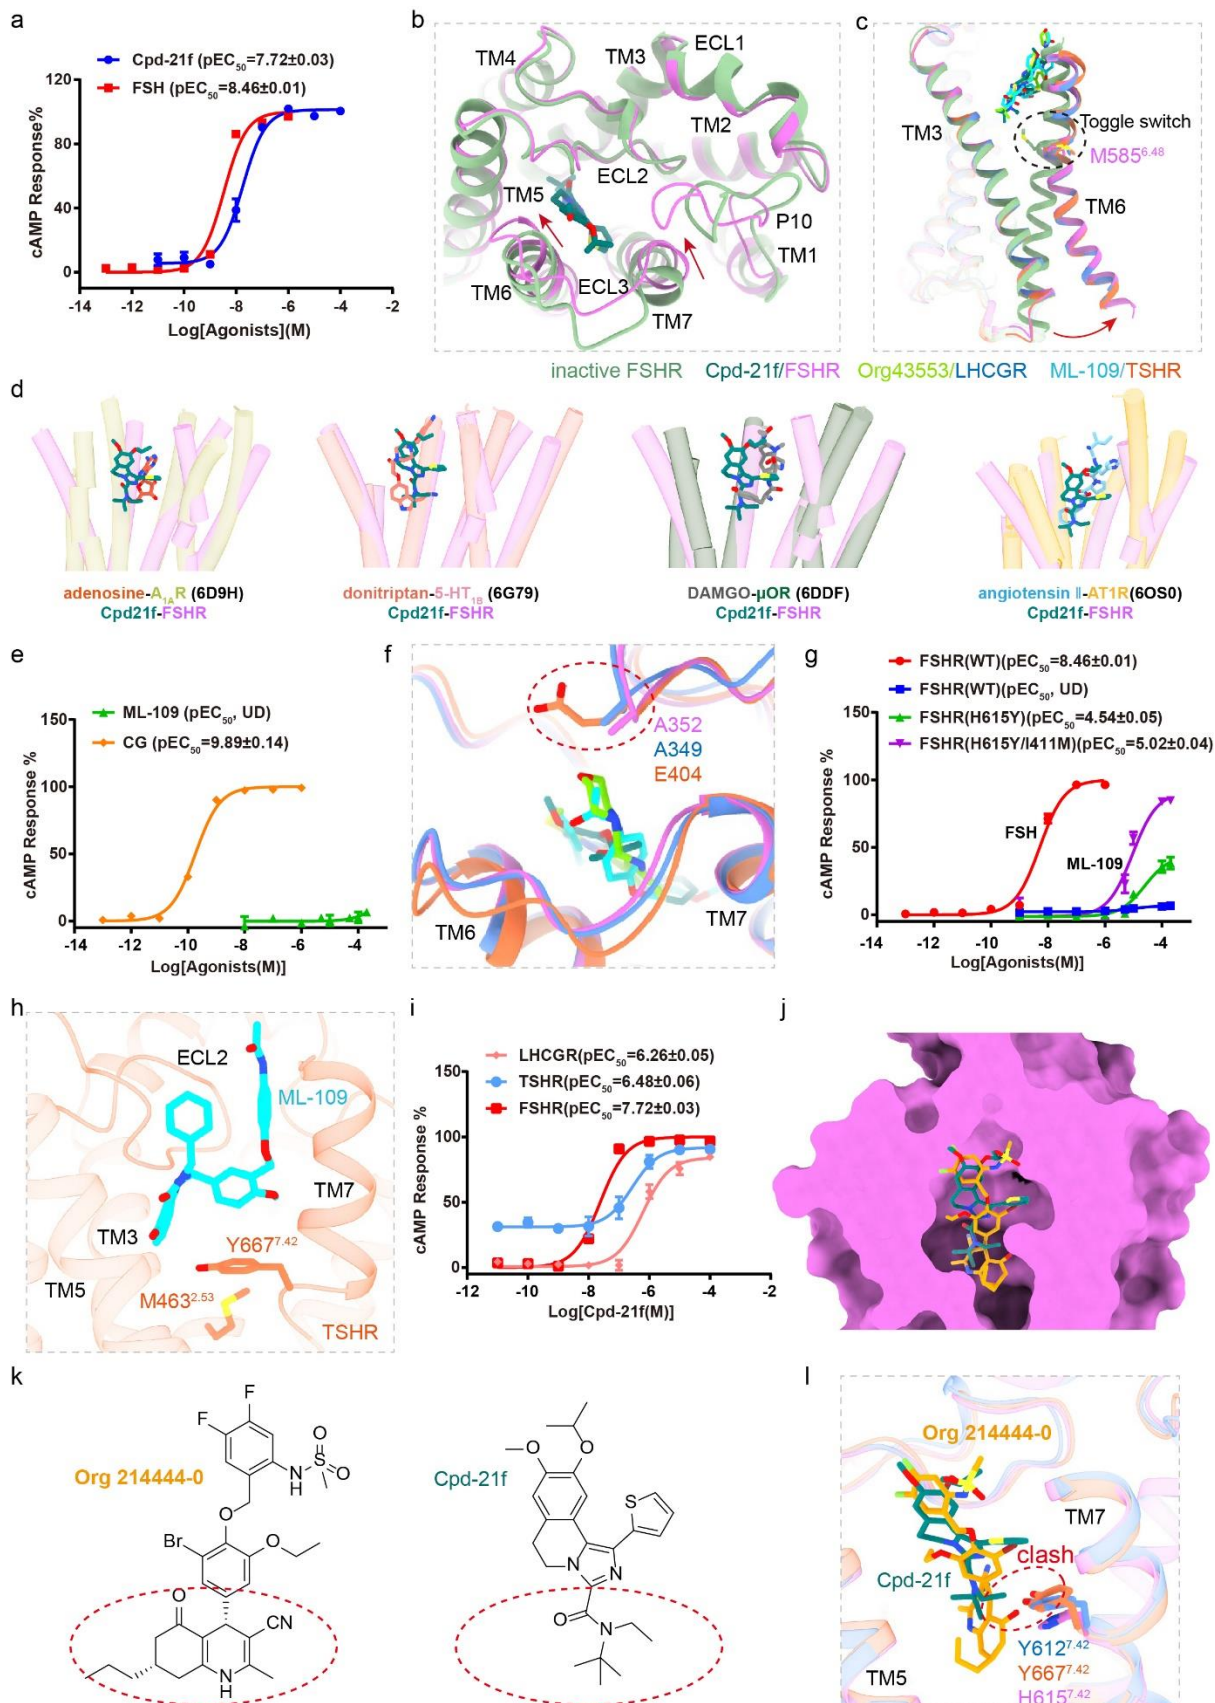 a
Cpd-21f (pEC50=7.72±0.03)
FSH (pEC50=8.46±0.01)
cAMP Response%
120
80
40
0
-14 -12 -10 -8 -6 -4 -2
Log[Agonists](M)
b
TM4
TM3
ECL1
TM2
ECL2
TM5
P10
TM1
ECL3
TM6
TM7
c
TM3
Toggle switch
M585^6.48
TM6
inactive FSHR Cpd-21f/FSHR Org43553/LHCGR ML-109/TSHR
d
adenosine-A1AR (6D9H)
Cpd21f-FSHR
donitriptan-5-HT1B (6G79)
Cpd21f-FSHR
DAMGO-μOR (6DDF)
Cpd21f-FSHR
angiotensin Ⅱ-AT1R(6OS0)
Cpd21f-FSHR
e
ML-109 (pEC50, UD)
CG (pEC50=9.89±0.14)
cAMP Response %
150
100
50
0
-14 -12 -10 -8 -6 -4
Log[Agonists(M)]
f
A352
A349
E404
TM6
TM7
g
FSHR(WT)(pEC50=8.46±0.01)
FSHR(WT)(pEC50, UD)
FSHR(H615Y)(pEC50=4.54±0.05)
FSHR(H615Y/I411M)(pEC50=5.02±0.04)
cAMP Response %
150
100
50
0
FSH
ML-109
-14 -12 -10 -8 -6 -4
Log[Agonists(M)]
h
ECL2
ML-109
TM7
TM3
Y667^7.42
TM5
M463^2.53
TSHR
i
LHCGR(pEC50=6.26±0.05)
TSHR(pEC50=6.48±0.06)
FSHR(pEC50=7.72±0.03)
cAMP Response %
150
100
50
0
-12 -10 -8 -6 -4 -2
Log[Cpd-21f(M)]
j
k
Org 214444-0
F
F
O
S
O
NH
O
Br
O
O
CN
N
H
Cpd-21f
O
O
S
N
N
O
N
l
Org 214444-0
TM7
clash
Cpd-21f
Y612^7.42
Y667^7.42
H615^7.42
TM5